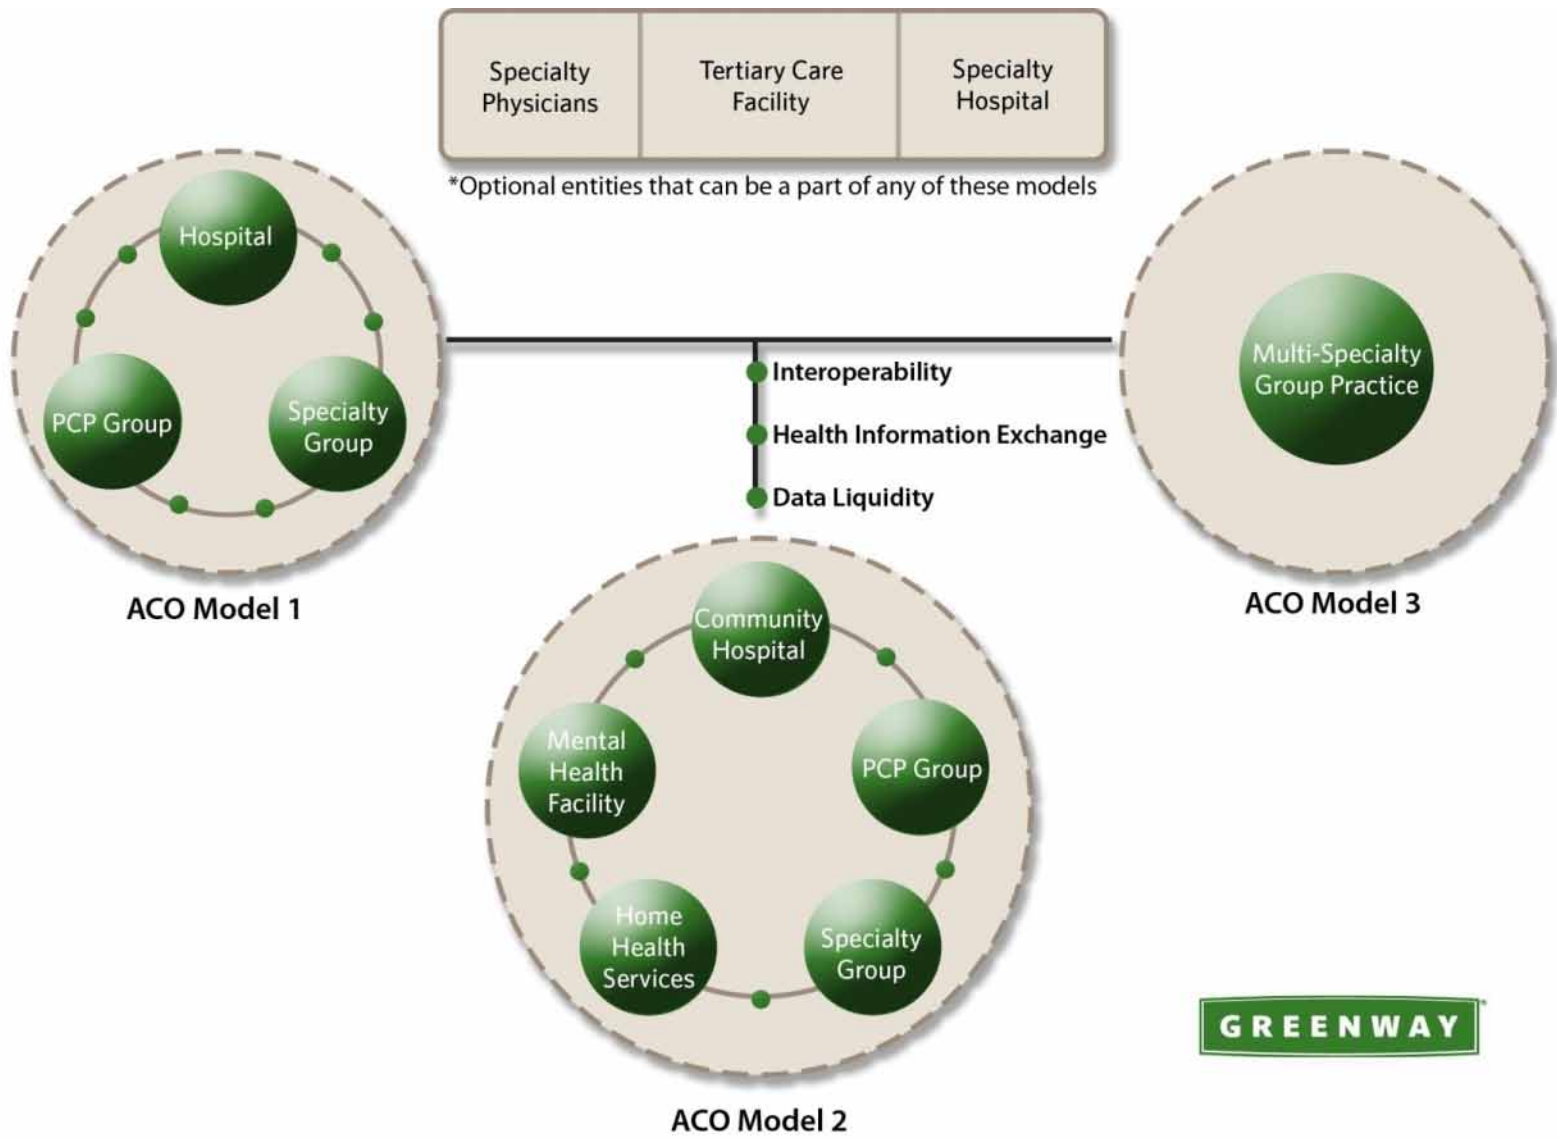 Specialty
Physicians
Tertiary Care
Facility
Specialty
Hospital
*Optional entities that can be a part of any of these models
Hospital
PCP Group
Specialty
Group
ACO Model 1
Interoperability
Health Information Exchange
Data Liquidity
Multi-Specialty
Group Practice
ACO Model 3
Community
Hospital
Mental
Health
Facility
PCP Group
Home
Health
Services
Specialty
Group
ACO Model 2
GREENWAY